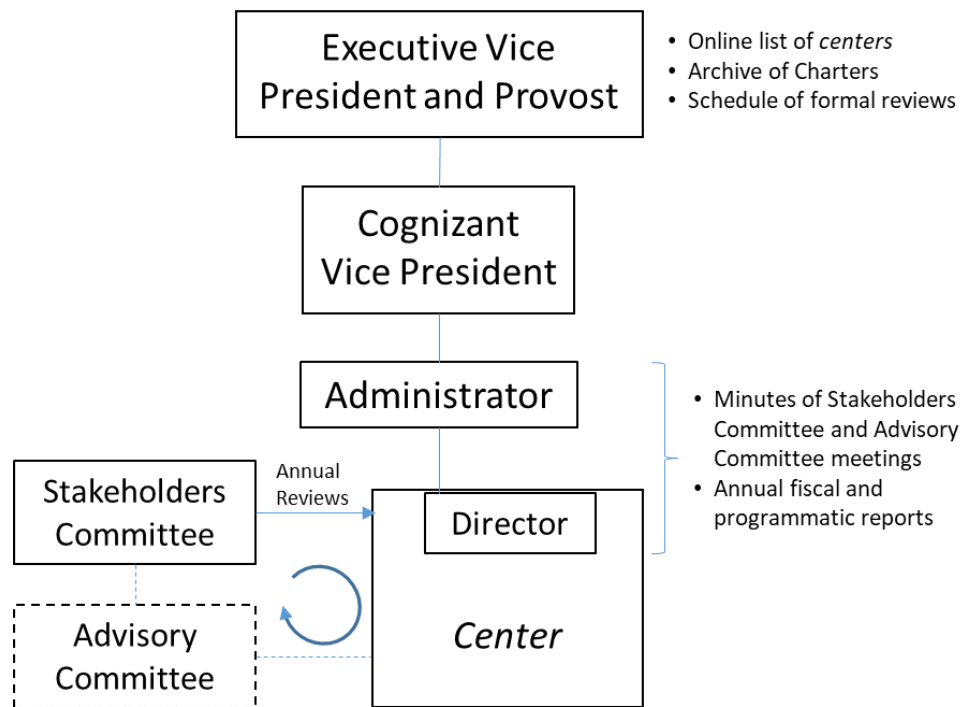 Executive Vice
President and Provost
• Online list of centers
• Archive of Charters
• Schedule of formal reviews
Cognizant
Vice President
Administrator
• Minutes of Stakeholders
Committee and Advisory
Committee meetings
• Annual fiscal and
programmatic reports
Stakeholders
Committee
Annual
Reviews
Director
Center
Advisory
Committee